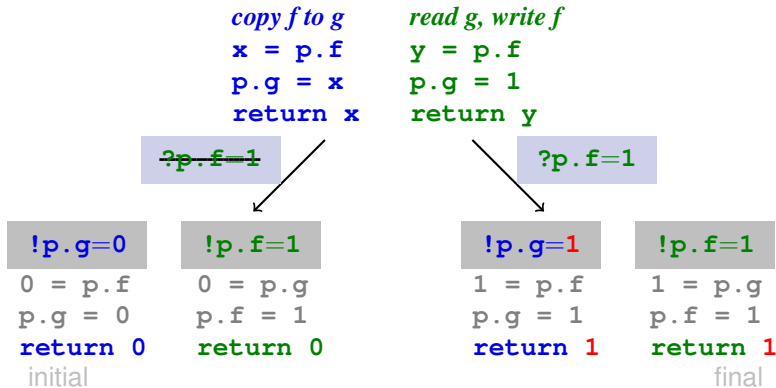 copy f to g read g, write f
x = p.f y = p.f
p.g = x p.g = 1
return x return y
?p.f=1 ?p.f=1
!p.g=0 !p.f=1 !p.g=1 !p.f=1
0 = p.f 0 = p.g 1 = p.f 1 = p.g
p.g = 0 p.f = 1 p.g = 1 p.f = 1
return 0 return 0 return 1 return 1
initial final